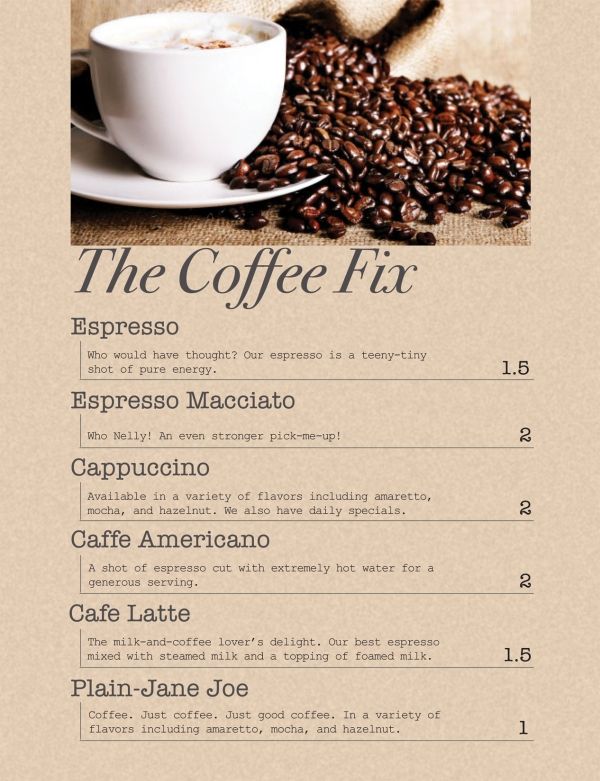 The Coffee Fix
Espresso
Who would have thought? Our espresso is a teeny-tiny
shot of pure energy.
1.5
Espresso Macciato
Who Nelly! An even stronger pick-me-up!
2
Cappuccino
Available in a variety of flavors including amaretto,
mocha, and hazelnut. We also have daily specials.
2
Caffe Americano
A shot of espresso cut with extremely hot water for a
generous serving.
2
Cafe Latte
The milk-and-coffee lover's delight. Our best espresso
mixed with steamed milk and a topping of foamed milk.
1.5
Plain-Jane Joe
Coffee. Just coffee. Just good coffee. In a variety of
flavors including amaretto, mocha, and hazelnut.
1